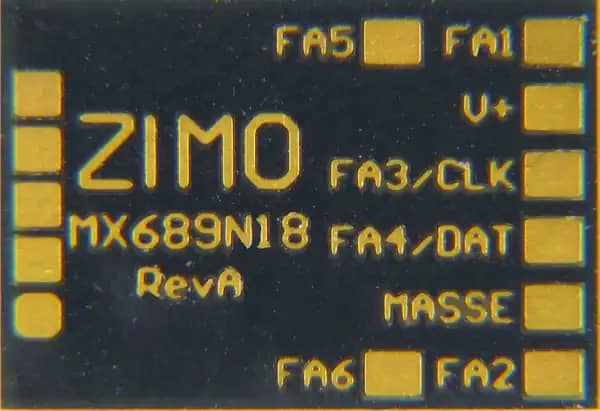 FA5 FA1
V+
ZIMO
FA3/CLK
MX689N18
FA4/DAT
RevA
MASSE
FA6 FA2